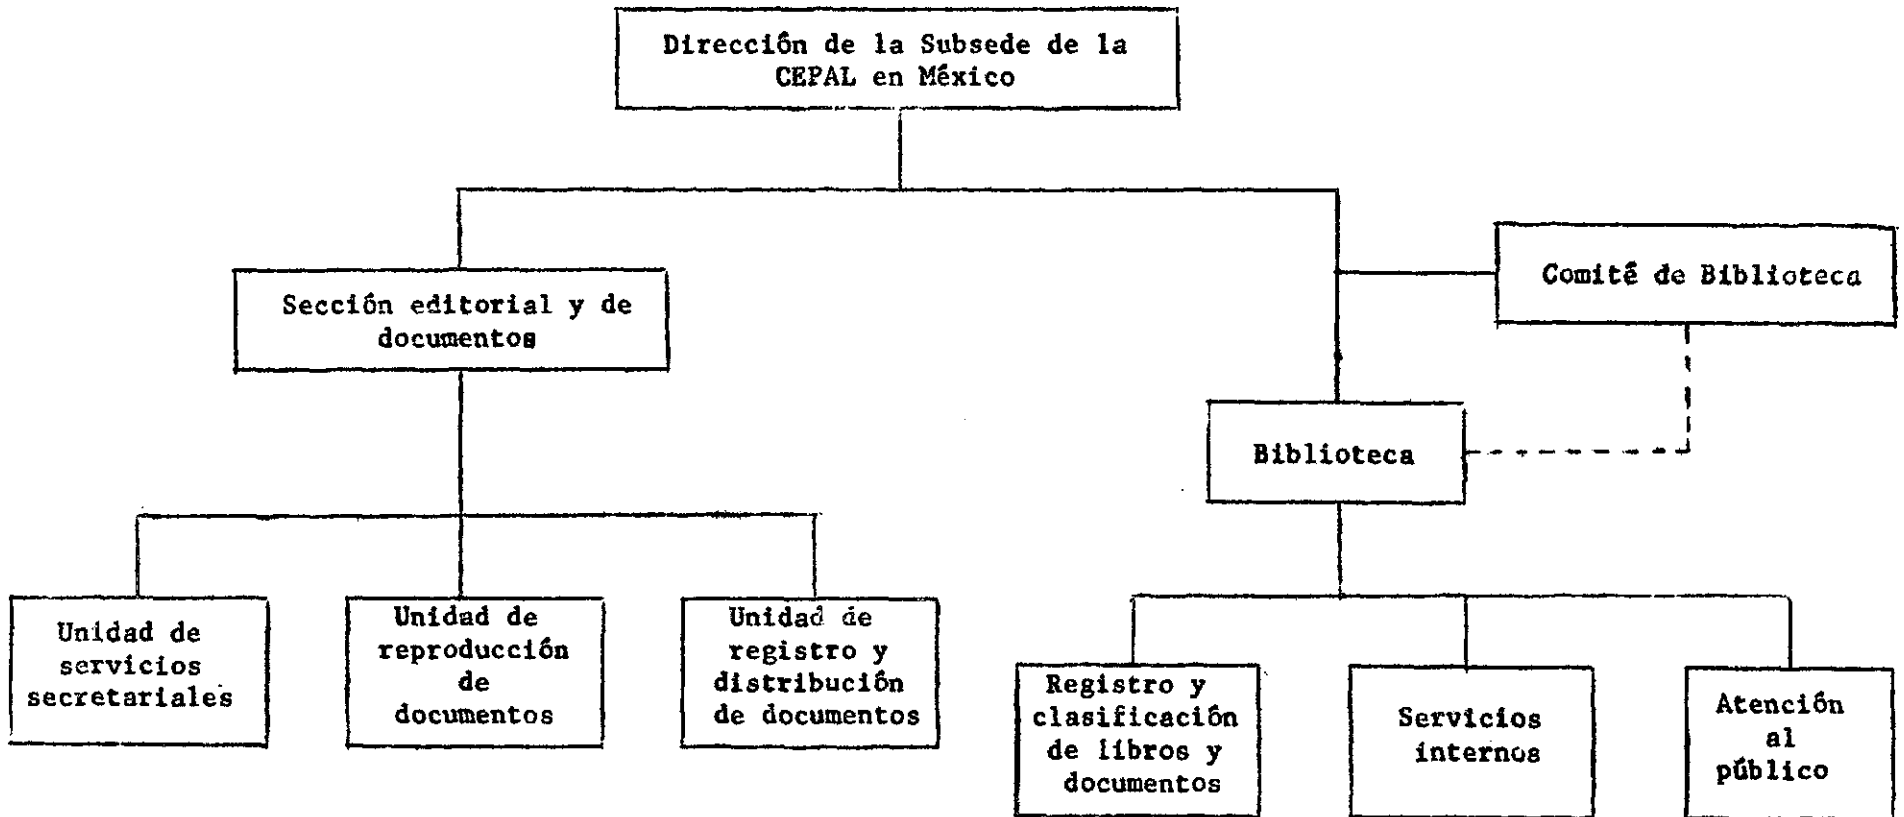 Dirección de la Subsede de la
CEPAL en México
Comité de Biblioteca
Sección editorial y de
documentos
Biblioteca
Unidad de
servicios
secretariales
Unidad de
reproducción
de
documentos
Unidad de
registro y
distribución
de documentos
Registro y
clasificación
de libros y
documentos
Servicios
internos
Atención
al
público